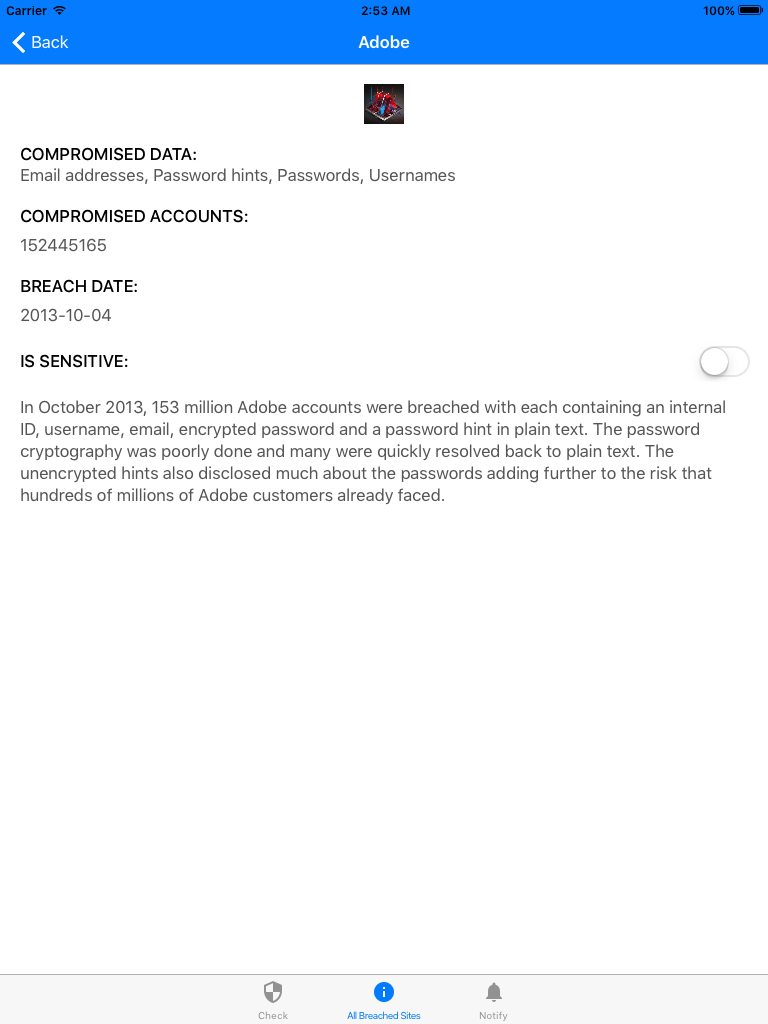 Carrier 2:53 AM 100%
Back Adobe
COMPROMISED DATA:
Email addresses, Password hints, Passwords, Usernames
COMPROMISED ACCOUNTS:
152445165
BREACH DATE:
2013-10-04
IS SENSITIVE:
In October 2013, 153 million Adobe accounts were breached with each containing an internal
ID, username, email, encrypted password and a password hint in plain text. The password
cryptography was poorly done and many were quickly resolved back to plain text. The
unencrypted hints also disclosed much about the passwords adding further to the risk that
hundreds of millions of Adobe customers already faced.
Check All Breached Sites Notify